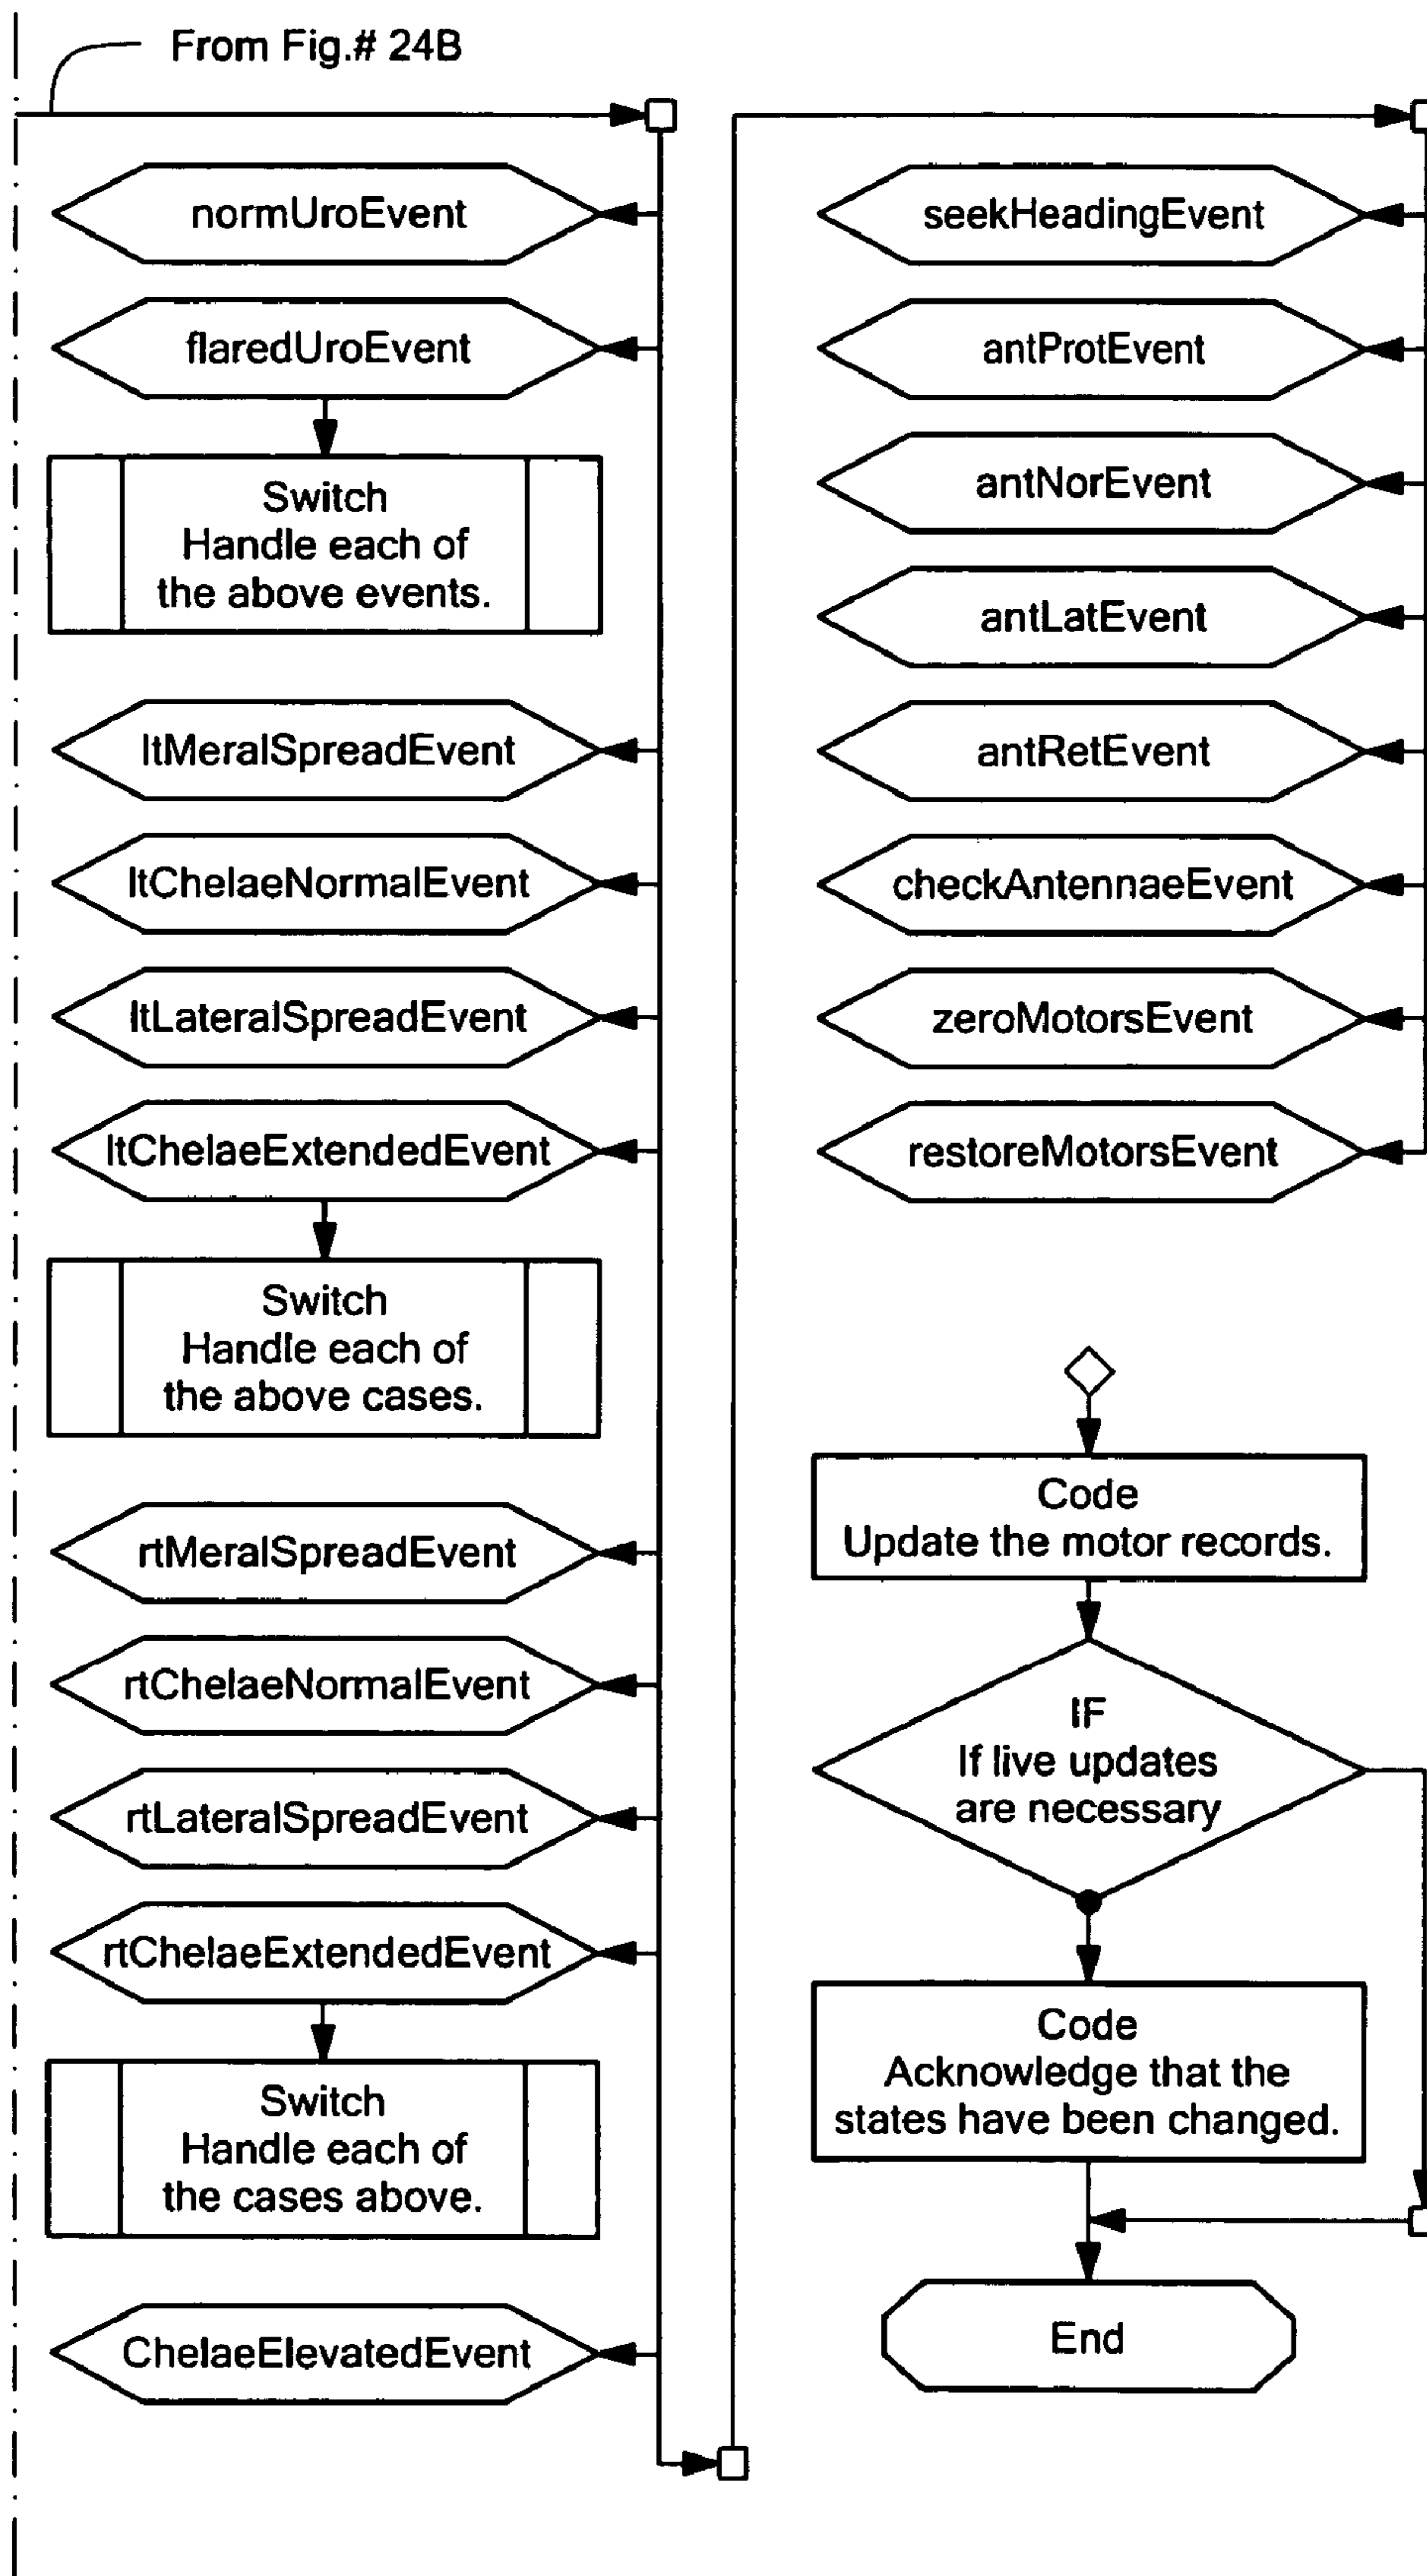 From Fig.# 24B
normUroEvent
flaredUroEvent
Switch
Handle each of
the above events.
ltMeralSpreadEvent
ltChelaeNormalEvent
ltLateralSpreadEvent
ltChelaeExtendedEvent
Switch
Handle each of
the above cases.
rtMeralSpreadEvent
rtChelaeNormalEvent
rtLateralSpreadEvent
rtChelaeExtendedEvent
Switch
Handle each of
the cases above.
ChelaeElevatedEvent
seekHeadingEvent
antProtEvent
antNorEvent
antLatEvent
antRetEvent
checkAntennaeEvent
zeroMotorsEvent
restoreMotorsEvent
Code
Update the motor records.
IF
If live updates
are necessary
Code
Acknowledge that the
states have been changed.
End